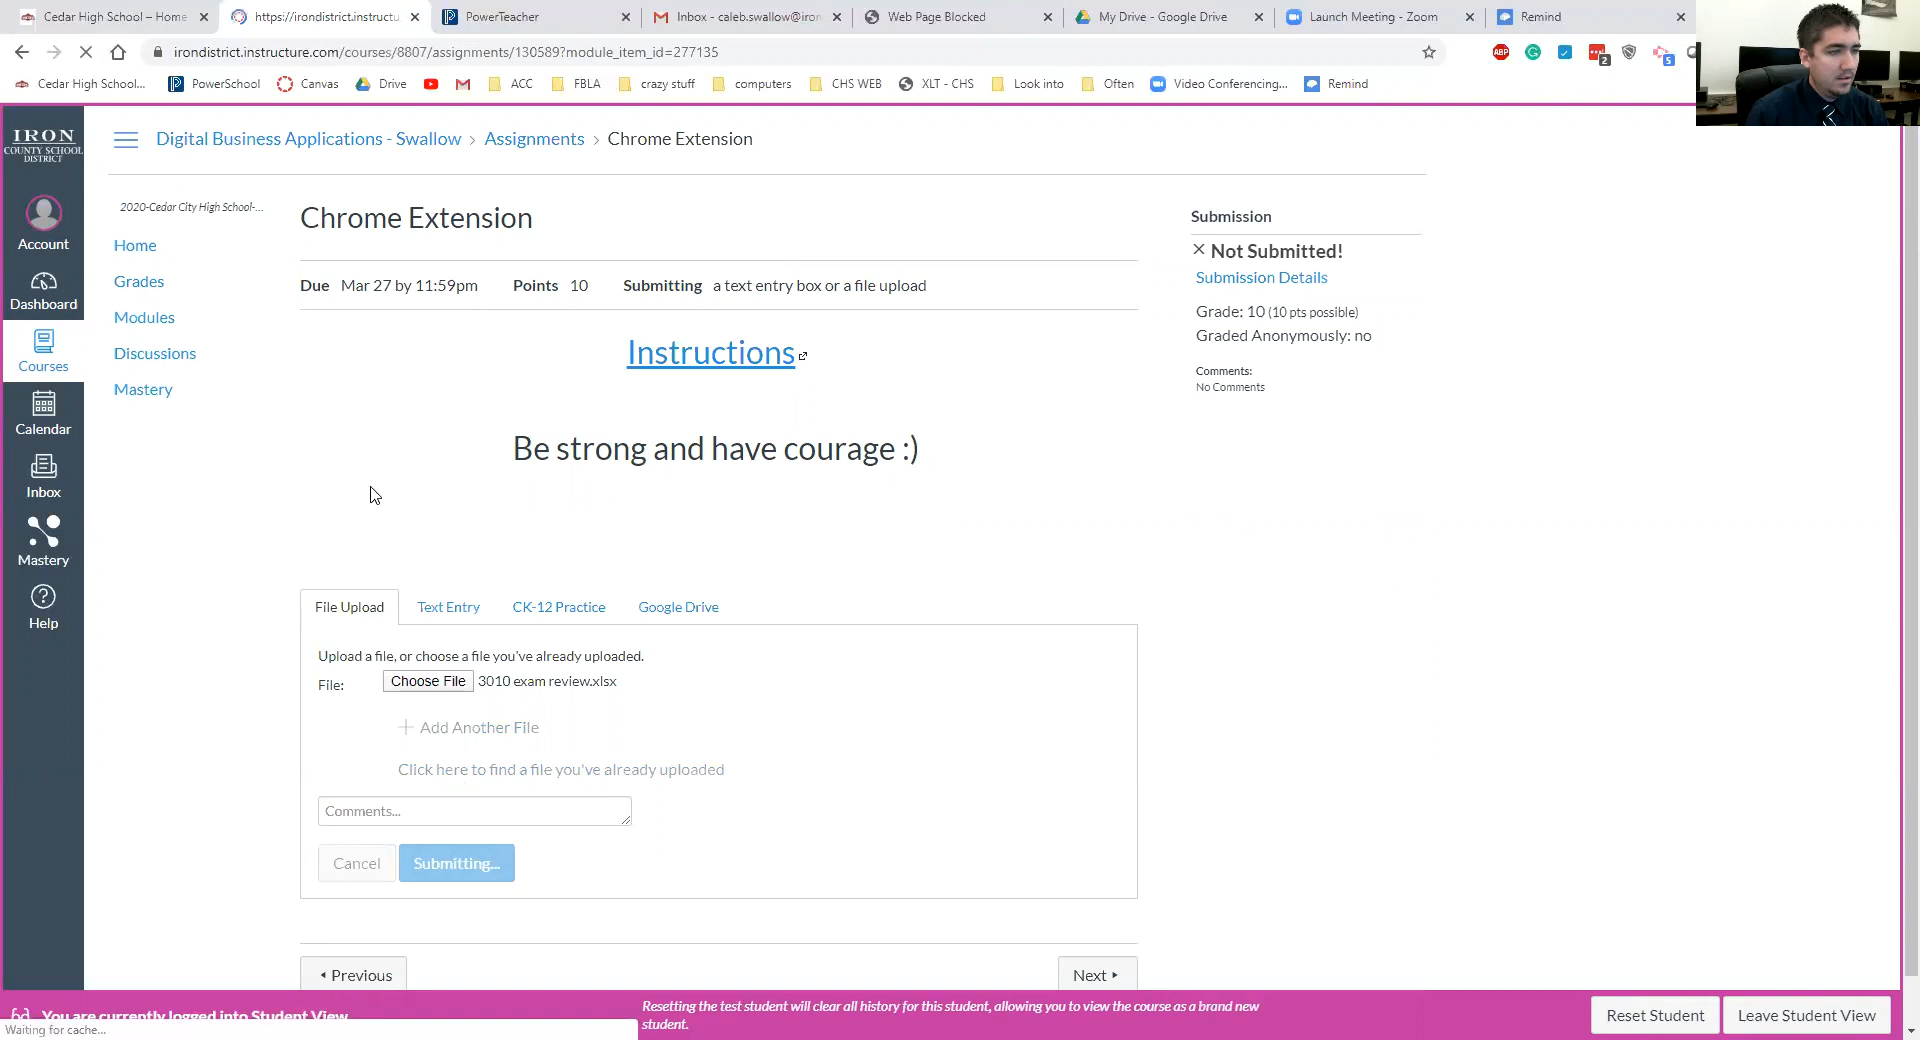 Cedar High School – Home
https://irondistrict.instructu
PowerTeacher
Inbox - caleb.swallow@iron
Web Page Blocked
My Drive - Google Drive
Launch Meeting - Zoom
Remind
irondistrict.instructure.com/courses/8807/assignments/130589?module_item_id=277135
ABP
2
5
Cedar High School...
PowerSchool
Canvas
Drive
ACC
FBLA
crazy stuff
computers
CHS WEB
XLT - CHS
Look into
Often
Video Conferencing...
Remind
IRON
COUNTY SCHOOL
DISTRICT
Account
Dashboard
Courses
Calendar
Inbox
Mastery
Help
Digital Business Applications - Swallow > Assignments > Chrome Extension
2020-Cedar City High School-...
Home
Grades
Modules
Discussions
Mastery
Chrome Extension
Due Mar 27 by 11:59pm Points 10 Submitting a text entry box or a file upload
Instructions
Be strong and have courage :)
File Upload
Text Entry
CK-12 Practice
Google Drive
Upload a file, or choose a file you've already uploaded.
File: Choose File 3010 exam review.xlsx
+ Add Another File
Click here to find a file you've already uploaded
Comments...
Cancel
Submitting...
Previous
Next
Submission
Not Submitted!
Submission Details
Grade: 10 (10 pts possible)
Graded Anonymously: no
Comments:
No Comments
You are currently logged into Student View
Resetting the test student will clear all history for this student, allowing you to view the course as a brand new
student.
Reset Student
Leave Student View
Waiting for cache...